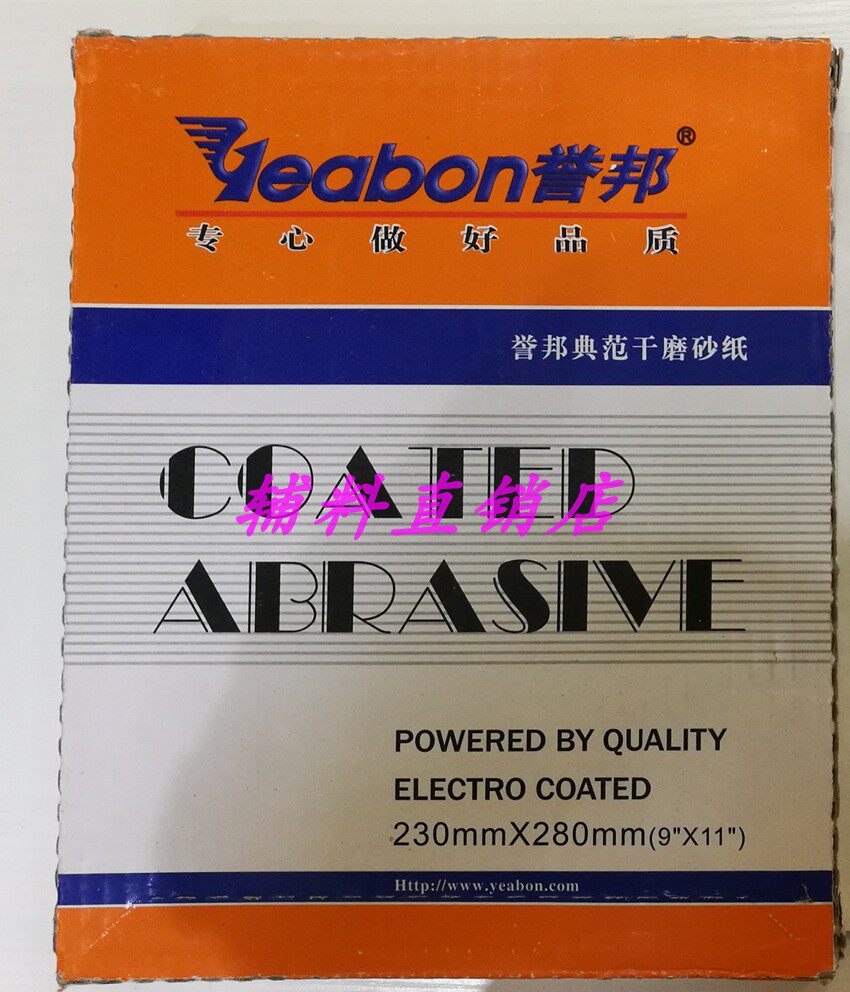 Yeabon誉邦®
专心做好品质
誉邦典范干磨砂纸
COATED
辅料直销店
ABRASIVE
POWERED BY QUALITY
ELECTRO COATED
230mmX280mm(9"X11")
Http://www.yeabon.com